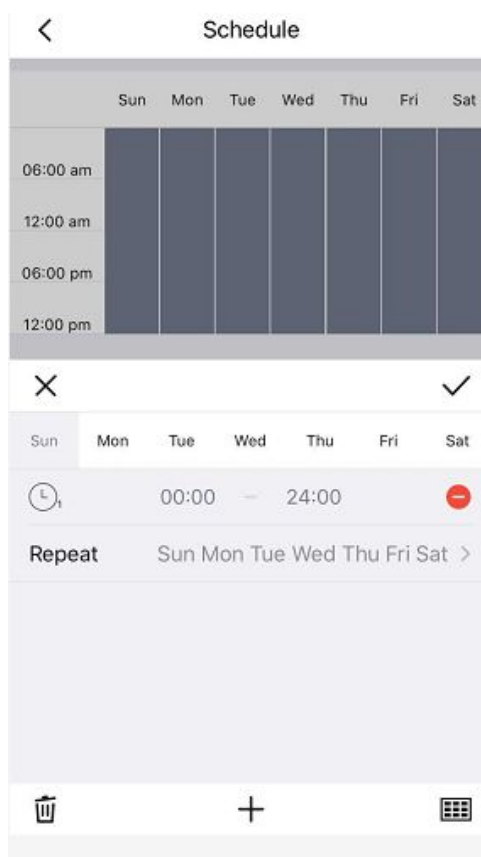 Schedule
Sun Mon Tue Wed Thu Fri Sat
06:00 am
12:00 am
06:00 pm
12:00 pm
Sun Mon Tue Wed Thu Fri Sat
1 00:00 – 24:00
Repeat Sun Mon Tue Wed Thu Fri Sat >